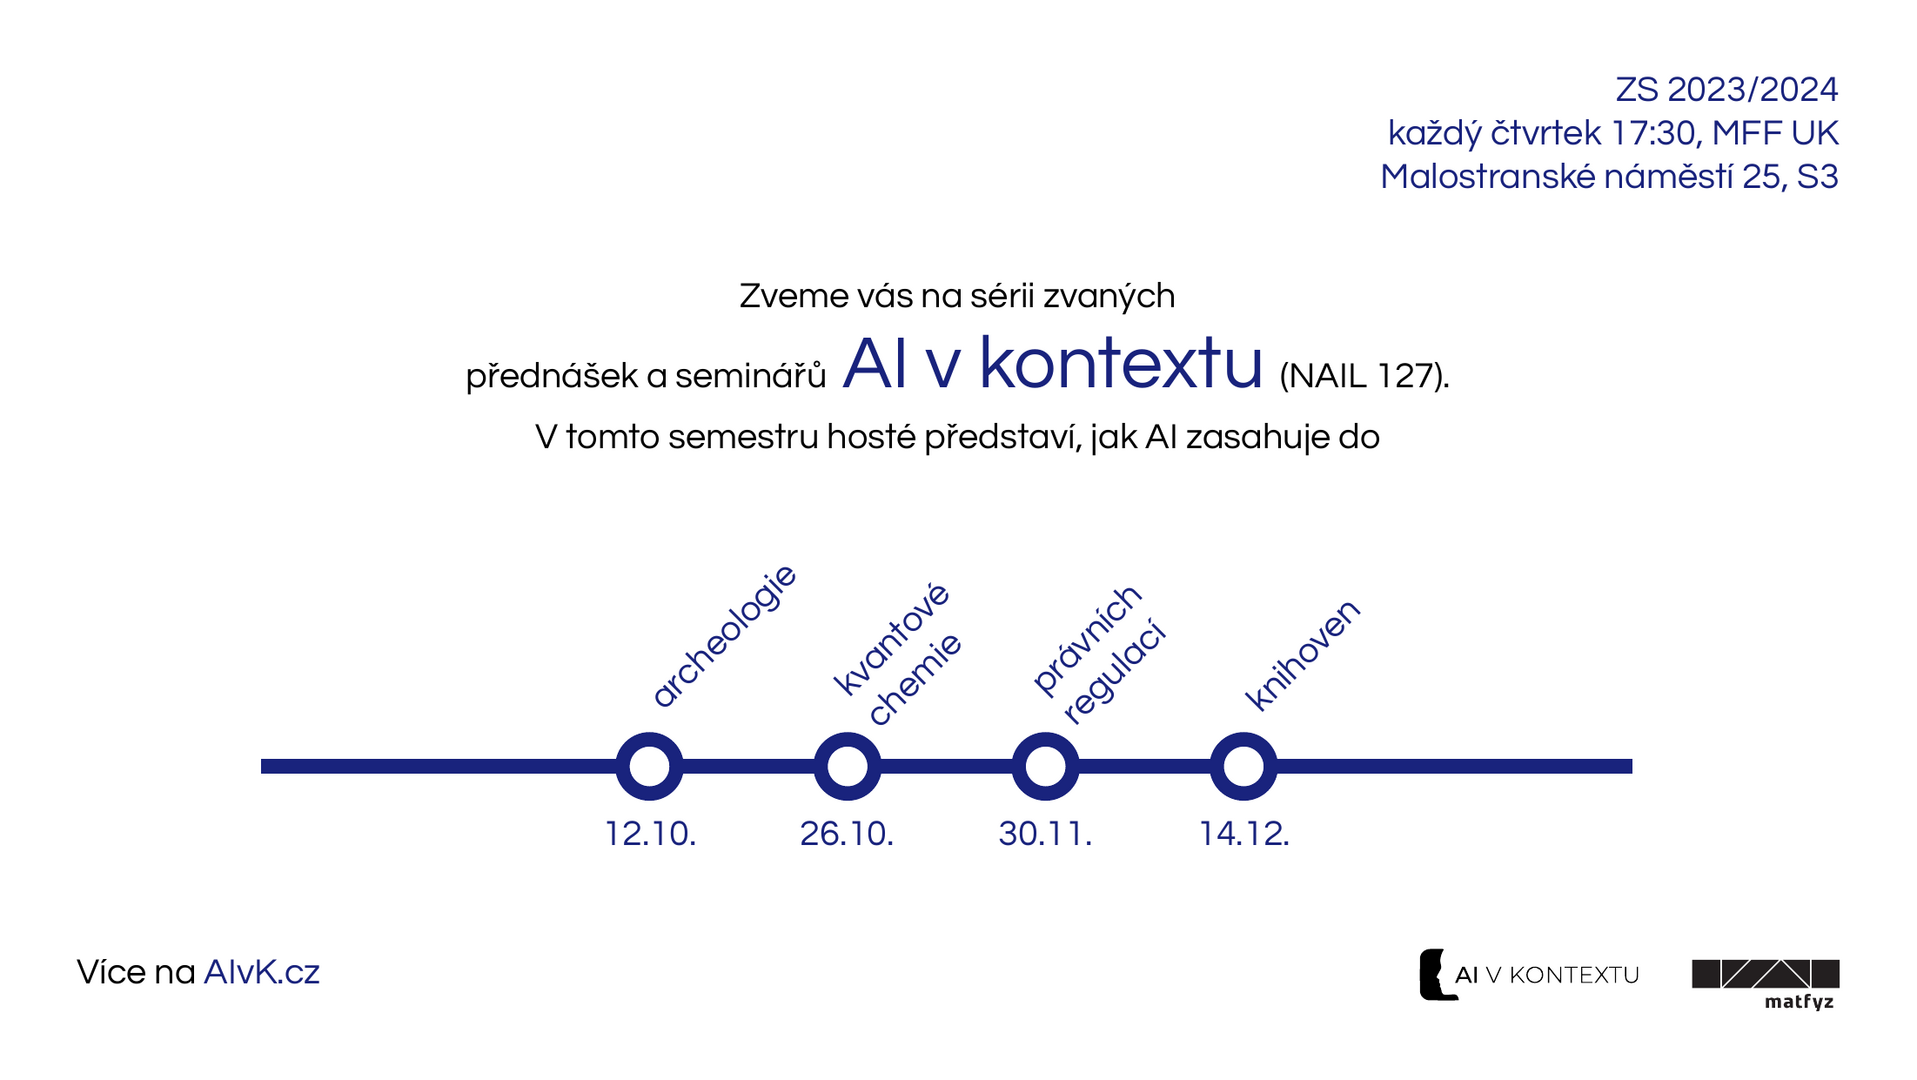 ZS 2023/2024
každý čtvrtek 17:30, MFF UK
Malostranské náměstí 25, S3
Zveme vás na sérii zvaných
přednášek a seminářů AI v kontextu (NAIL 127).
V tomto semestru hosté představí, jak AI zasahuje do
archeologie
kvantové
chemie
právních
regulací
knihoven
12.10.
26.10.
30.11.
14.12.
Více na AIvK.cz
AI V KONTEXTU
matfyz